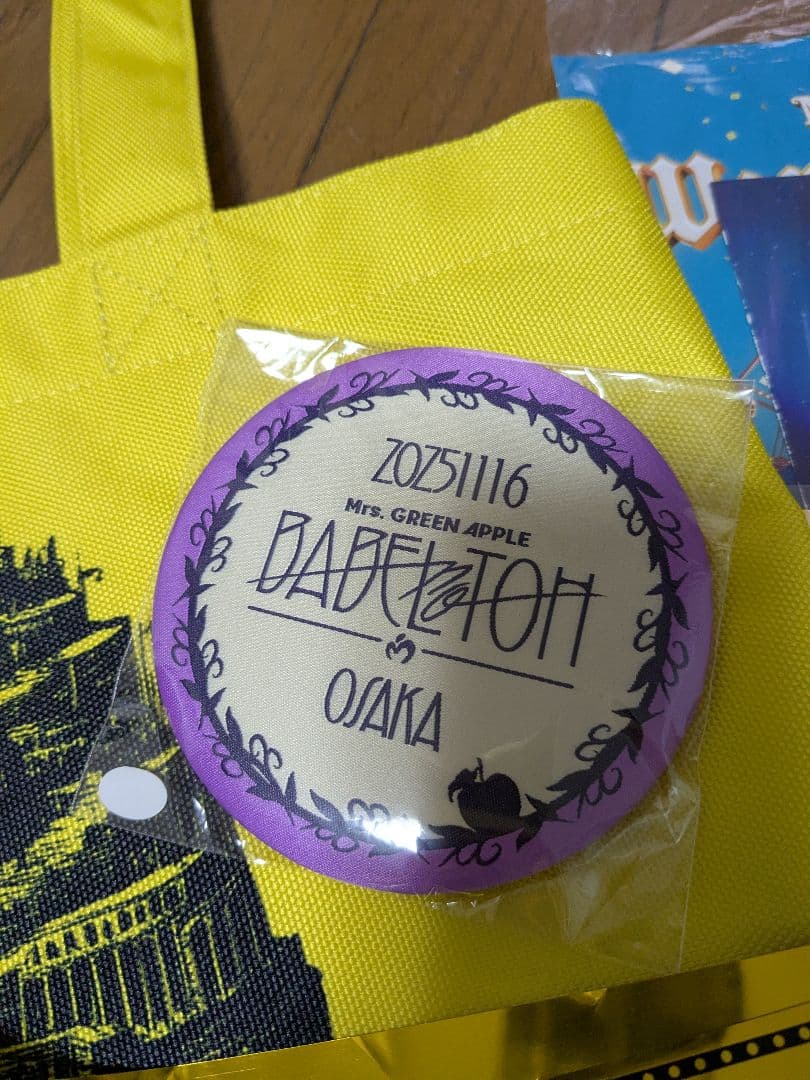 20251116
Mrs. GREEN APPLE
BABEL no TOH
OSAKA
W